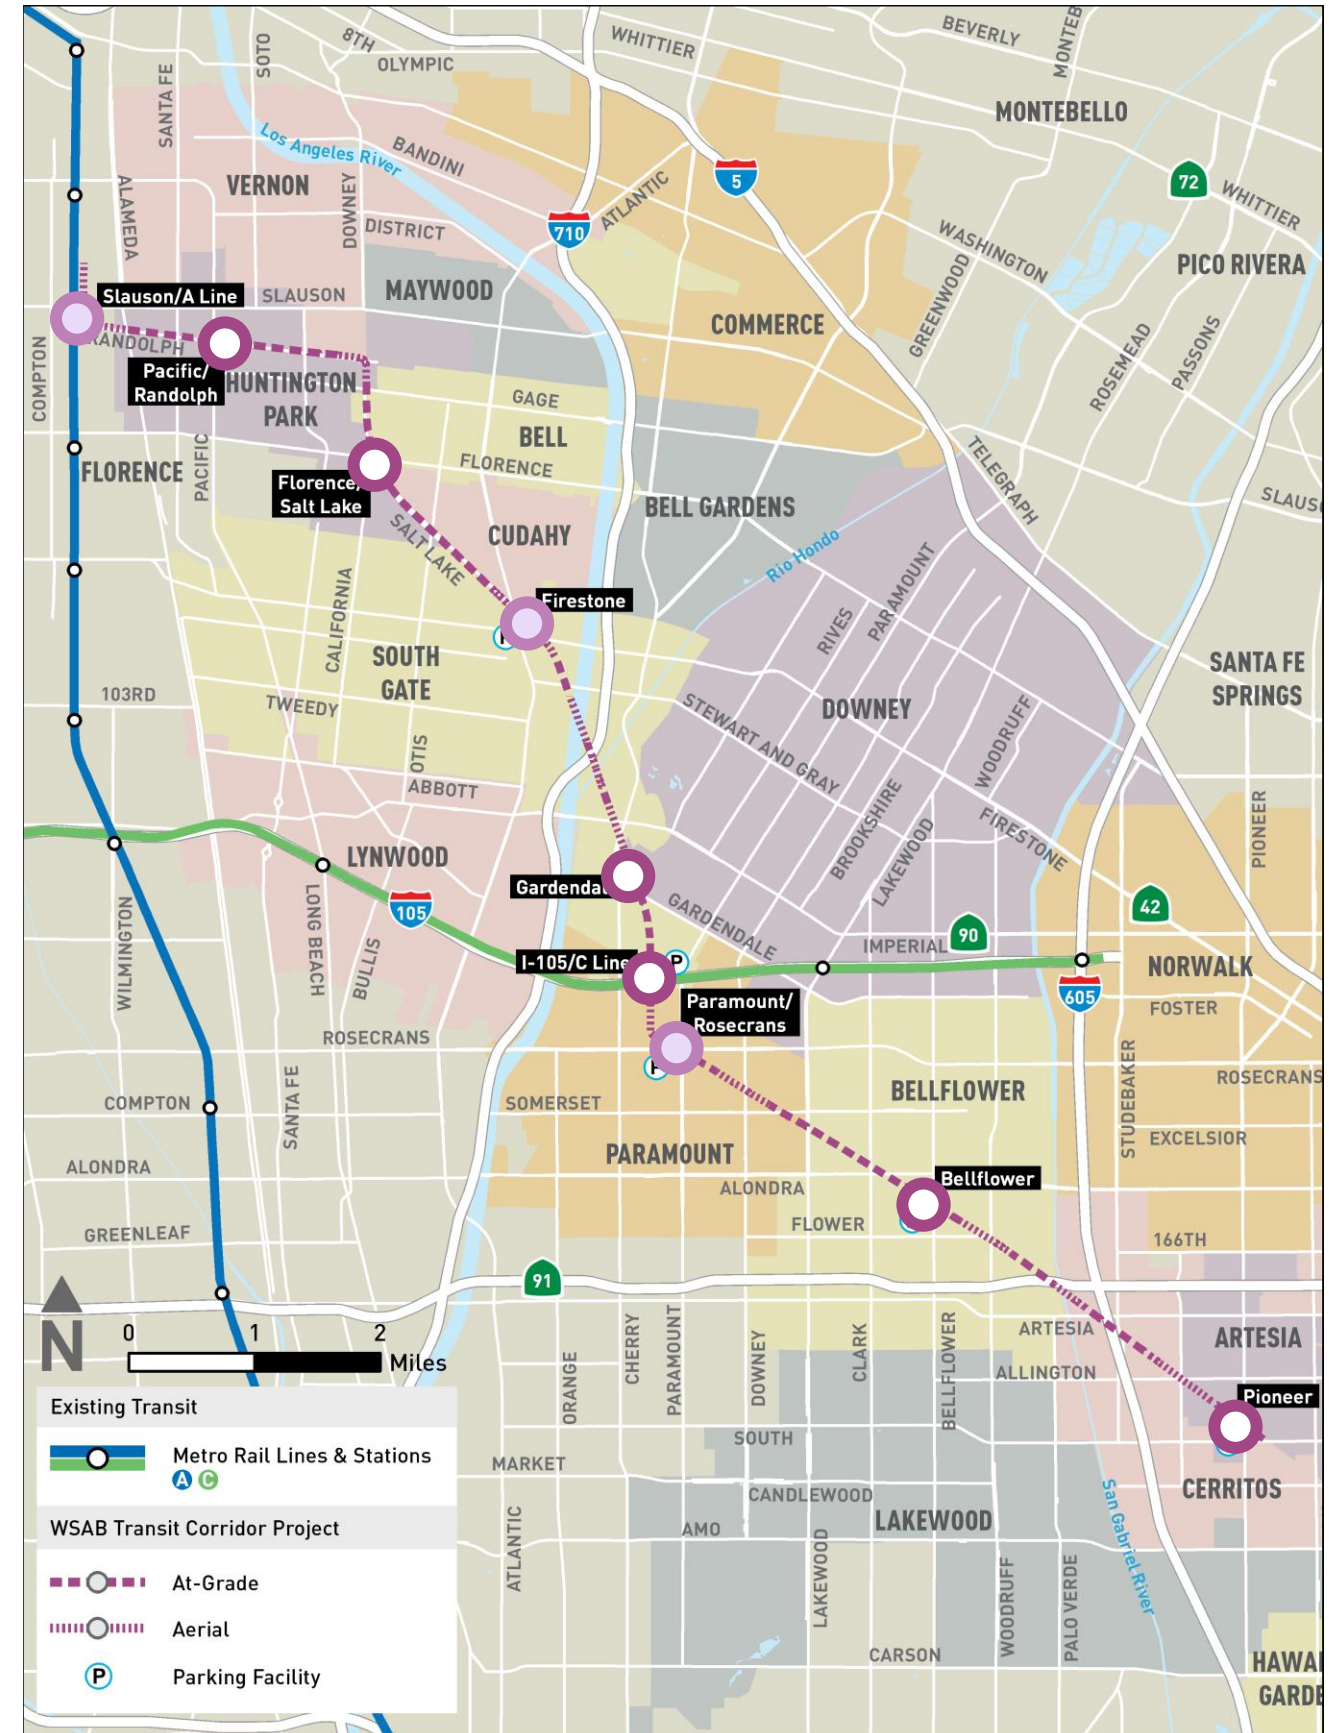 BEVERLY
MONTEB
WHITTIER
8TH
SOTO
OLYMPIC
SANTA FE
MONTEBELLO
Los Angeles River
BANDINI
5
72
VERNON
ALAMEDA
DOWNEY
ATLANTIC
WHITTIER
710
DISTRICT
WASHINGTON
PICO RIVERA
MAYWOOD
Slauson/A Line
SLAUSON
GREENWOOD
COMMERCE
RANDOLPH
COMPTON
ROSEMEAD
PASSONS
Pacific/
Randolph
HUNTINGTON
PARK
GAGE
BELL
PACIFIC
FLORENCE
FLORENCE
TELEGRAPH
Florence/
Salt Lake
BELL GARDENS
SLAUS
SALT LAKE
CUDAHY
Rio Hondo
PARAMOUNT
Firestone
P
CALIFORNIA
RIVES
SOUTH
GATE
SANTA FE
SPRINGS
103RD
TWEEDY
DOWNEY
STEWART AND GRAY
WOODRUFF
OTIS
ABBOTT
BROOKSHIRE
LAKEWOOD
FIRESTONE
PIONEER
LYNWOOD
Gardendal
105
LONG BEACH
GARDENDALE
42
WILMINGTON
BULLIS
IMPERIAL
90
I-105/C Line
P
NORWALK
605
Paramount/
Rosecrans
FOSTER
ROSECRANS
P
STUDEBAKER
ROSECRANS
SANTA FE
COMPTON
SOMERSET
BELLFLOWER
EXCELSIOR
PARAMOUNT
ALONDRA
ALONDRA
Bellflower
GREENLEAF
FLOWER
166TH
91
N
0 1 2
Miles
CHERRY
PARAMOUNT
DOWNEY
CLARK
BELLFLOWER
ARTESIA
ARTESIA
ORANGE
ALLINGTON
Pioneer
Existing Transit
Metro Rail Lines & Stations
A C
SOUTH
MARKET
CANDLEWOOD
CERRITOS
San Gabriel River
LAKEWOOD
AMO
ATLANTIC
LAKEWOOD
WOODRUFF
PALO VERDE
WSAB Transit Corridor Project
At-Grade
Aerial
P Parking Facility
CARSON
HAWAI
GARDE